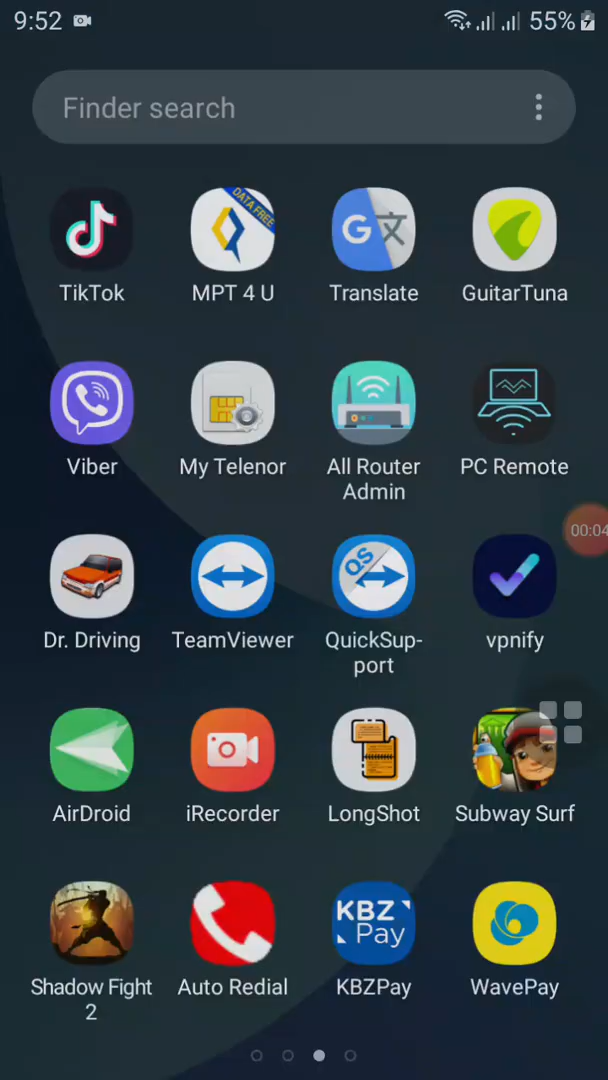 9:52
55%
Finder search
DATA FREE
G 文
TikTok
MPT 4 U
Translate
GuitarTuna
Viber
My Telenor
All Router
Admin
PC Remote
00:04
QS
Dr. Driving
TeamViewer
QuickSup-
port
vpnify
AirDroid
iRecorder
LongShot
Subway Surf
KBZ
Pay
Shadow Fight
2
Auto Redial
KBZPay
WavePay